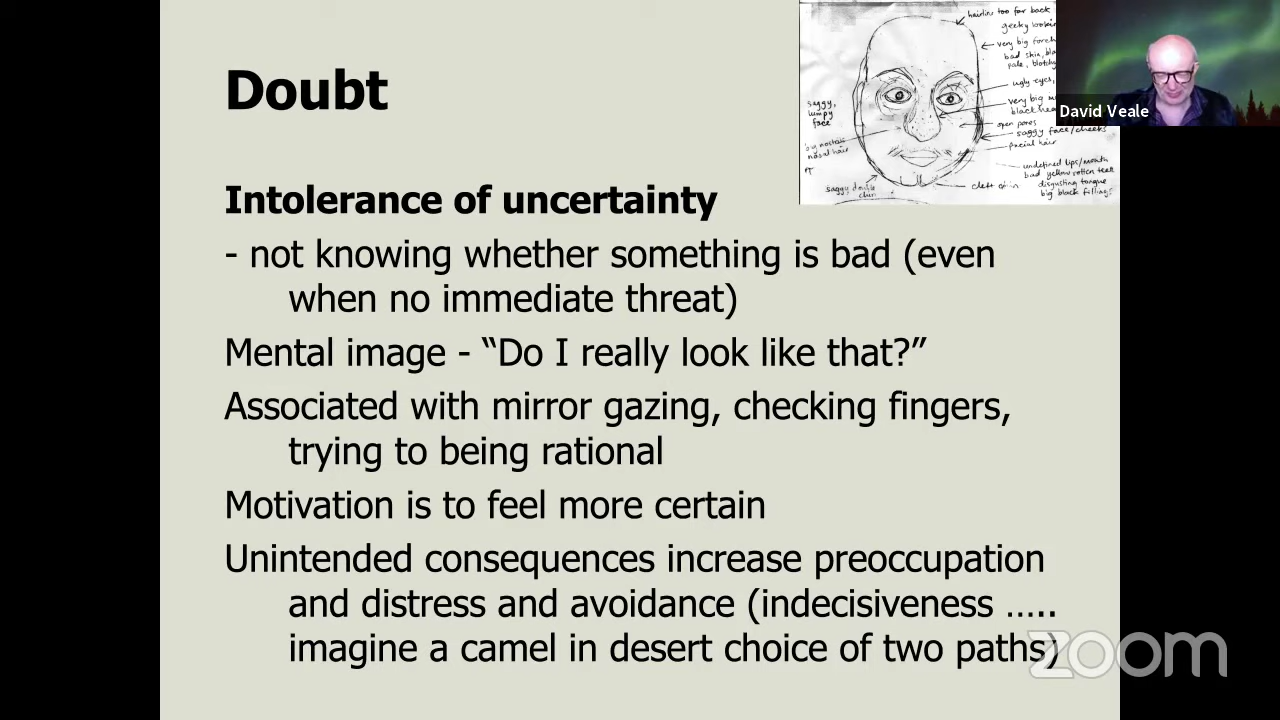 Doubt
Intolerance of uncertainty
- not knowing whether something is bad (even
when no immediate threat)
Mental image - “Do I really look like that?”
Associated with mirror gazing, checking fingers,
trying to being rational
Motivation is to feel more certain
Unintended consequences increase preoccupation
and distress and avoidance (indecisiveness …..
imagine a camel in desert choice of two paths)
hairline too far back
geeky
very big
bad skin,
pale, blotchy
ugly eyes,
very big
open pores
saggy face/cheeks
facial hair
undefined lips/mouth
bad yellow rotten teeth
disgusting tongue
big black fillings
cleft chin
saggy,
lumpy
face
big nostrils
nasal hair
saggy double
chin
David Veale
zoom